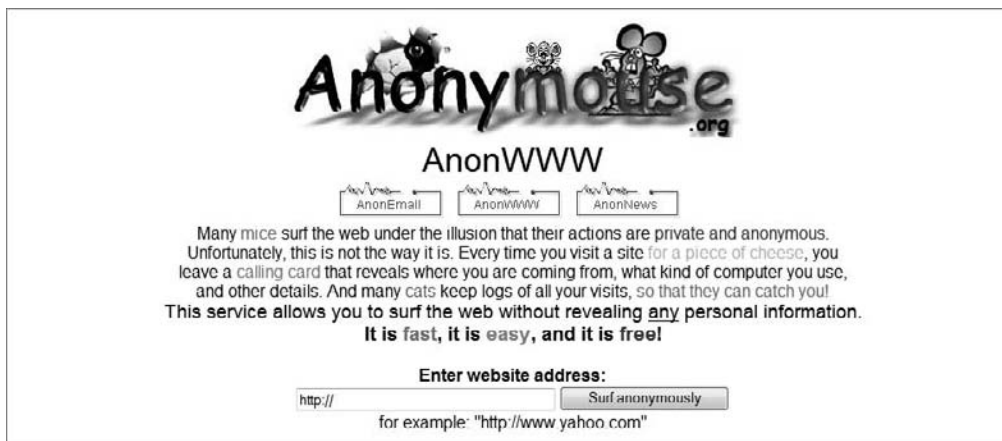 Anonymouse
.org
AnonWWW
AnonEmail AnonWWW AnonNews
Many mice surf the web under the illusion that their actions are private and anonymous.
Unfortunately, this is not the way it is. Every time you visit a site for a piece of cheese, you
leave a calling card that reveals where you are coming from, what kind of computer you use,
and other details. And many cats keep logs of all your visits, so that they can catch you!
This service allows you to surf the web without revealing any personal information.
It is fast, it is easy, and it is free!
Enter website address:
http:// Surf anonymously
for example: "http://www.yahoo.com"